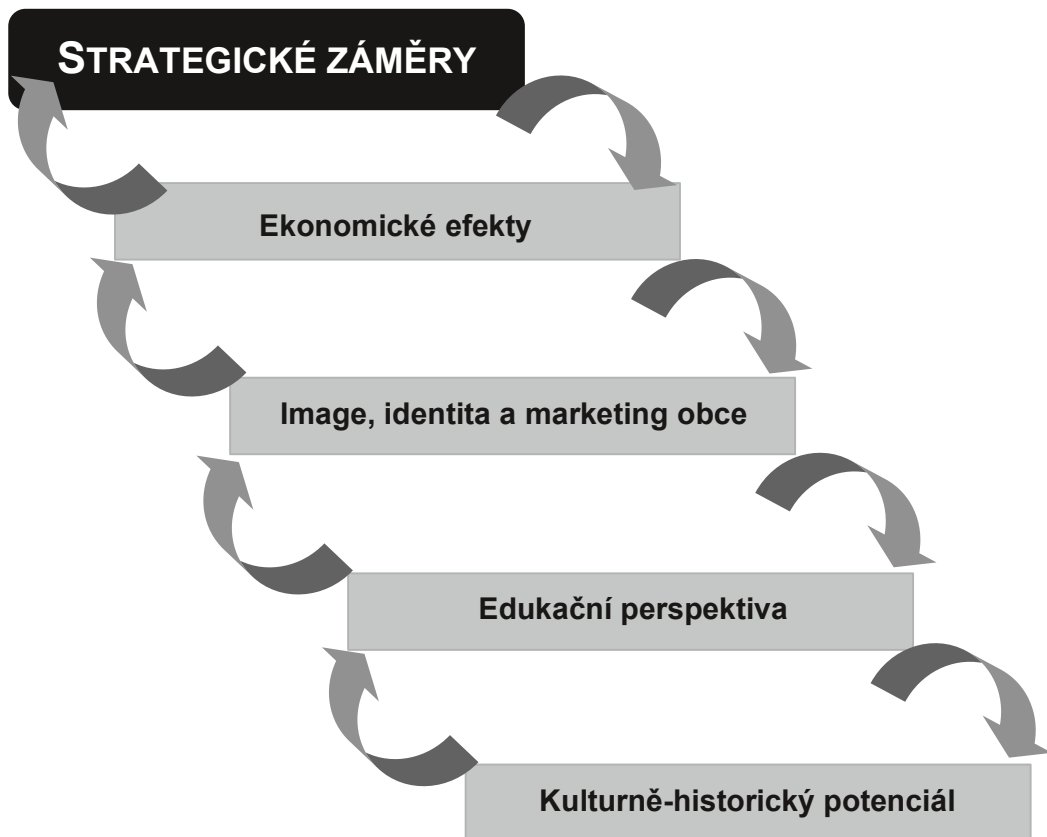 STRATEGICKÉ ZÁMĚRY
Ekonomické efekty
Image, identita a marketing obce
Edukační perspektiva
Kulturně-historický potenciál